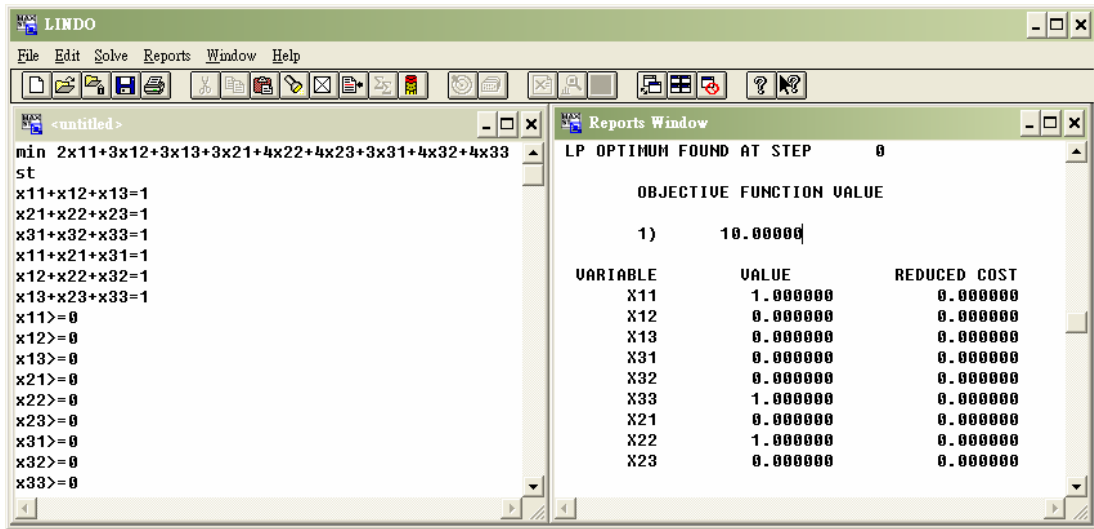 LINDO
File Edit Solve Reports Window Help
<untitled>
min 2x11+3x12+3x13+3x21+4x22+4x23+3x31+4x32+4x33
st
x11+x12+x13=1
x21+x22+x23=1
x31+x32+x33=1
x11+x21+x31=1
x12+x22+x32=1
x13+x23+x33=1
x11>=0
x12>=0
x13>=0
x21>=0
x22>=0
x23>=0
x31>=0
x32>=0
x33>=0
Reports Window
LP OPTIMUM FOUND AT STEP 0
OBJECTIVE FUNCTION VALUE
1) 10.00000
VARIABLE VALUE REDUCED COST
X11 1.000000 0.000000
X12 0.000000 0.000000
X13 0.000000 0.000000
X31 0.000000 0.000000
X32 0.000000 0.000000
X33 1.000000 0.000000
X21 0.000000 0.000000
X22 1.000000 0.000000
X23 0.000000 0.000000